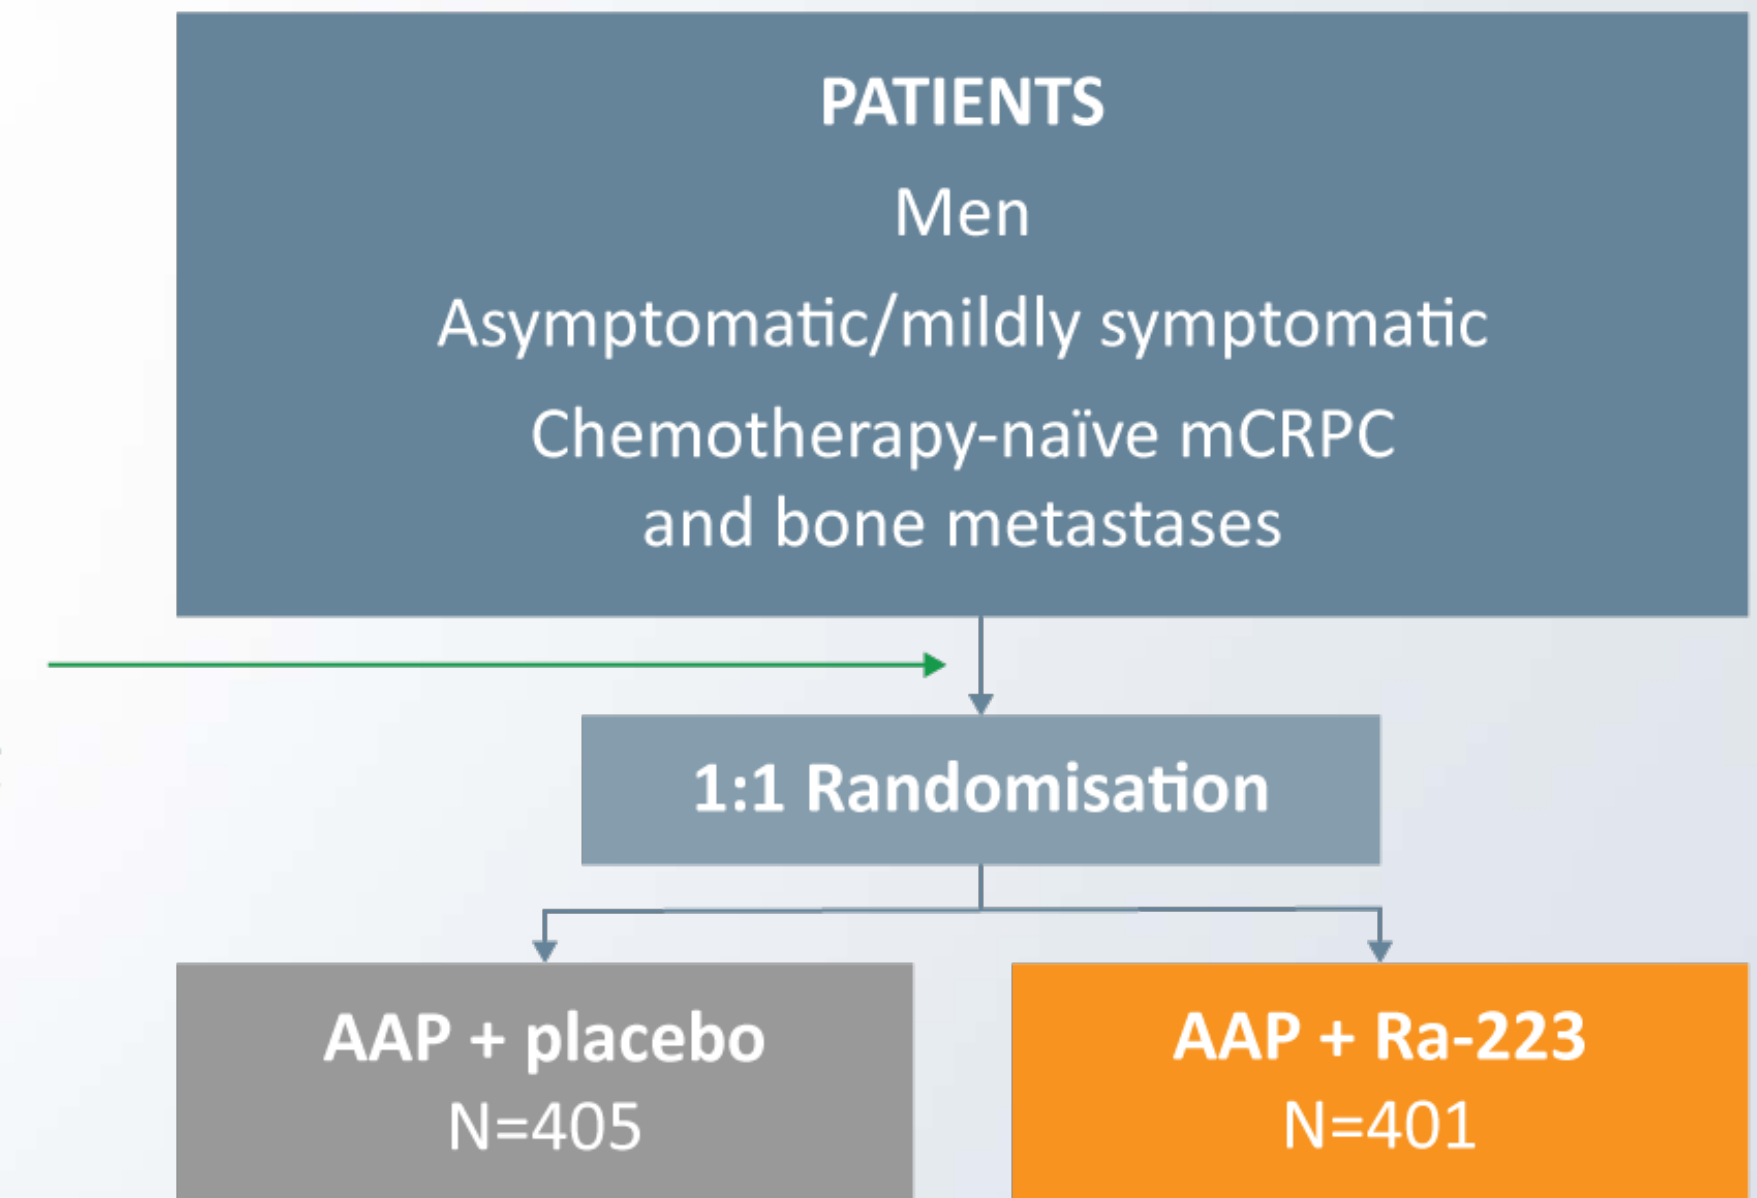 PATIENTS
Men
Asymptomatic/mildly symptomatic
Chemotherapy-naïve mCRPC
and bone metastases
1:1 Randomisation
AAP + placebo
N=405
AAP + Ra-223
N=401